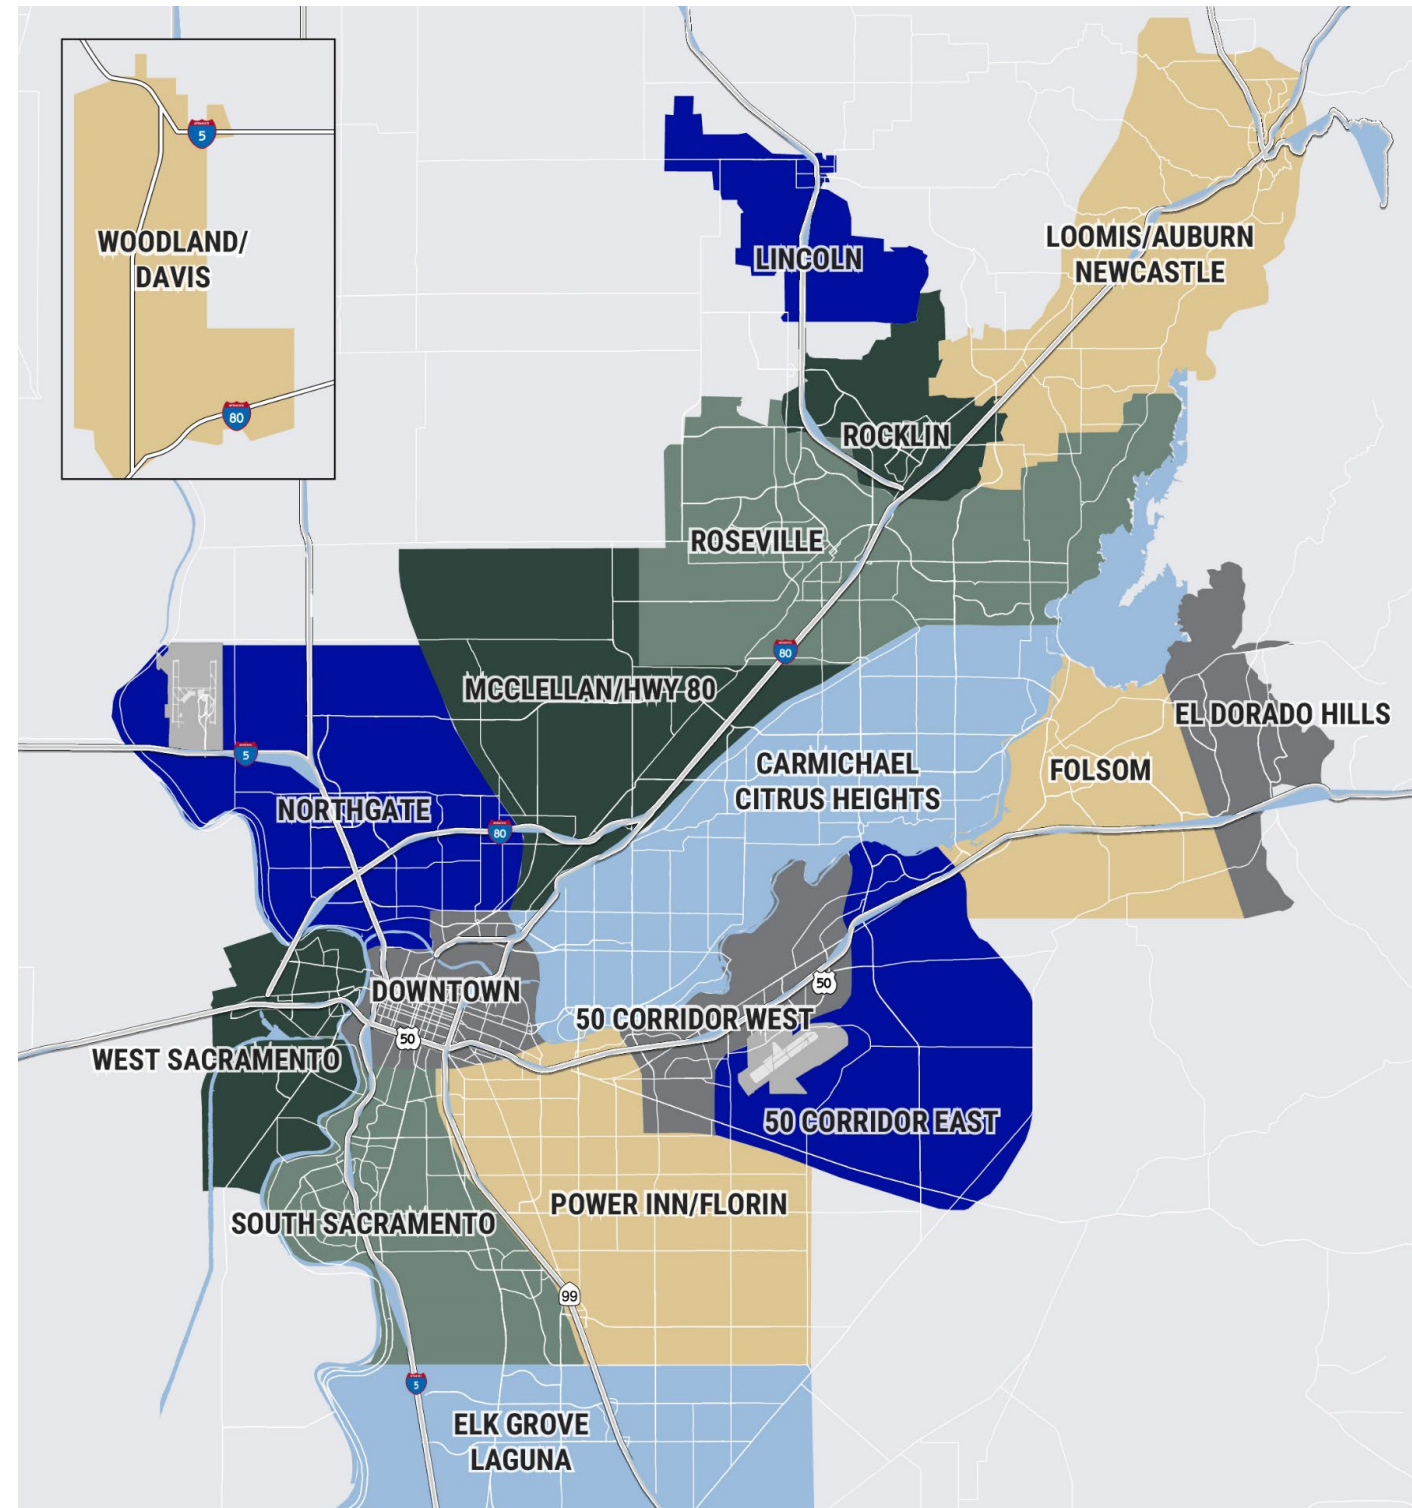 5
WOODLAND/
DAVIS
80
LINCOLN
LOOMIS/AUBURN
NEWCASTLE
ROCKLIN
ROSEVILLE
80
MCCLELLAN/HWY 80
EL DORADO HILLS
5
CARMICHAEL
CITRUS HEIGHTS
FOLSOM
NORTHGATE
80
50
DOWNTOWN
50 CORRIDOR WEST
50
WEST SACRAMENTO
50 CORRIDOR EAST
POWER INN/FLORIN
SOUTH SACRAMENTO
99
5
ELK GROVE
LAGUNA